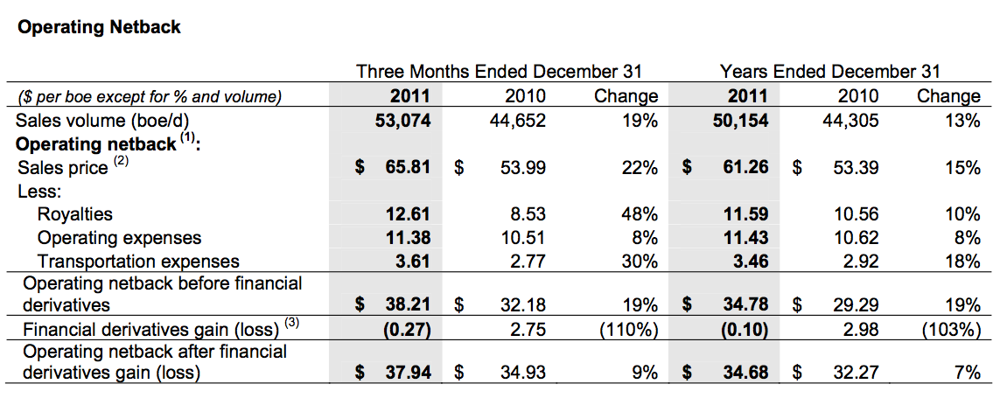 Operating Netback
Three Months Ended December 31 Years Ended December 31
($ per boe except for % and volume) 2011 2010 Change 2011 2010 Change
Sales volume (boe/d) 53,074 44,652 19% 50,154 44,305 13%
Operating netback (1):
Sales price (2) $ 65.81 $ 53.99 22% $ 61.26 $ 53.39 15%
Less:
Royalties 12.61 8.53 48% 11.59 10.56 10%
Operating expenses 11.38 10.51 8% 11.43 10.62 8%
Transportation expenses 3.61 2.77 30% 3.46 2.92 18%
Operating netback before financial
derivatives $ 38.21 $ 32.18 19% $ 34.78 $ 29.29 19%
Financial derivatives gain (loss) (3) (0.27) 2.75 (110%) (0.10) 2.98 (103%)
Operating netback after financial
derivatives gain (loss) $ 37.94 $ 34.93 9% $ 34.68 $ 32.27 7%